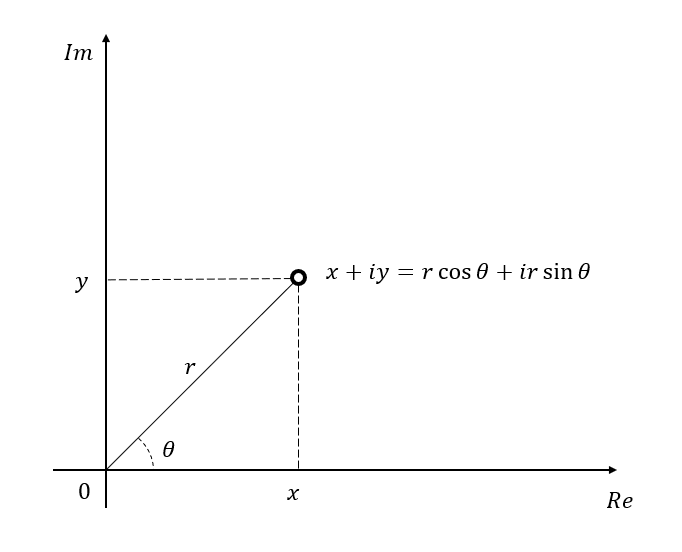 Im
y
x + iy = r cos θ + ir sin θ
r
θ
0
x
Re